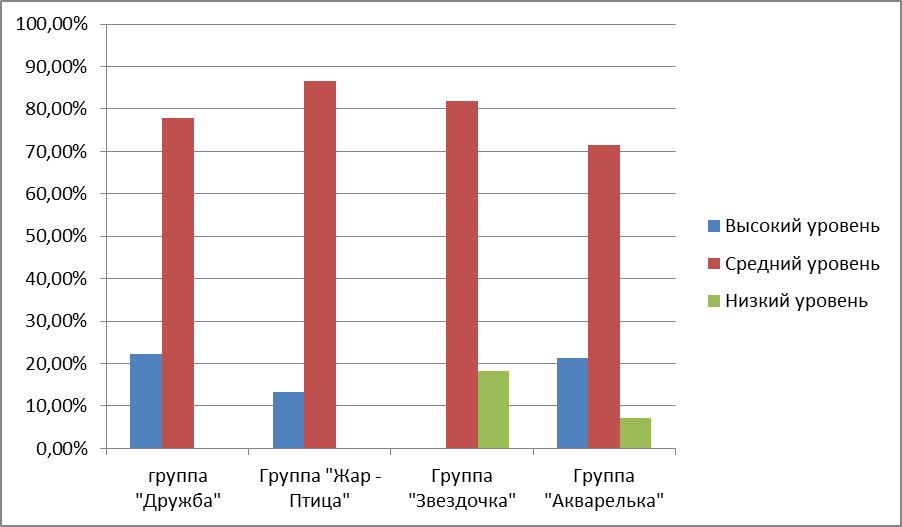 100,00%
90,00%
80,00%
70,00%
60,00%
50,00%
40,00%
30,00%
20,00%
10,00%
0,00%
группа
"Дружба"
Группа "Жар -
Птица"
Группа
"Звездочка"
Группа
"Акварелька"
Высокий уровень
Средний уровень
Низкий уровень